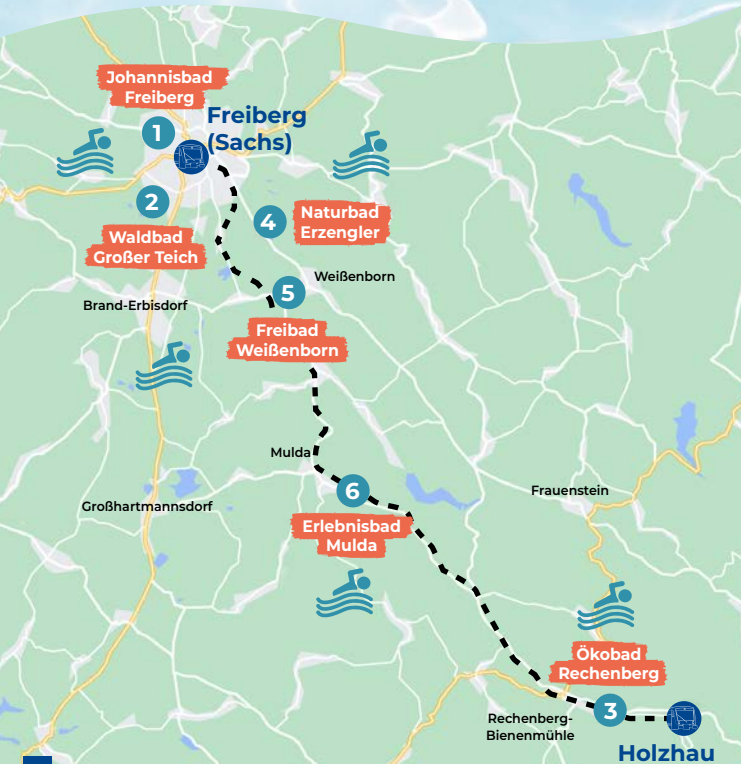 Johannisbad
Freiberg
1
Freiberg
(Sachs)
2
Waldbad
Großer Teich
4
Naturbad
Erzengler
5
Weißenborn
Brand-Erbisdorf
Freibad
Weißenborn
Mulda
6
Großhartmannsdorf
Frauenstein
Erlebnisbad
Mulda
Ökobad
Rechenberg
3
Rechenberg-
Bienenmühle
Holzhau